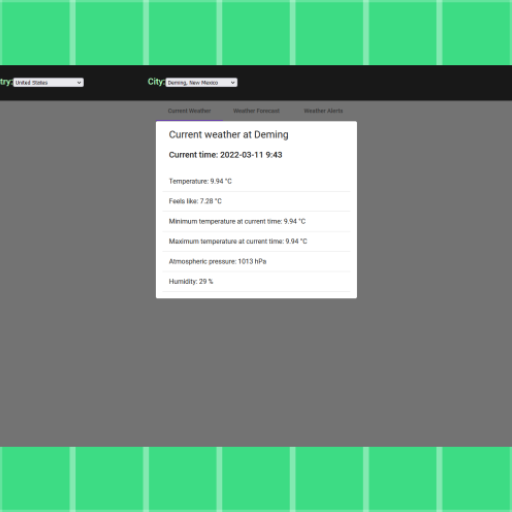 try: United States City: Deming, New Mexico
Current Weather Weather Forecast Weather Alerts
Current weather at Deming
Current time: 2022-03-11 9:43
Temperature: 9.94 °C
Feels like: 7.28 °C
Minimum temperature at current time: 9.94 °C
Maximum temperature at current time: 9.94 °C
Atmospheric pressure: 1013 hPa
Humidity: 29 %